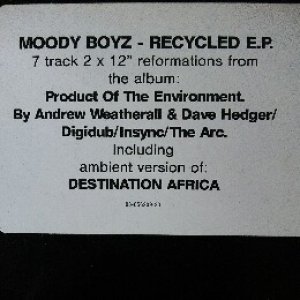 MOODY BOYZ - RECYCLED E.P.
7 track 2 x 12" reformations from
the album:
Product Of The Environment.
By Andrew Weatherall & Dave Hedger/
Digidub/Insync/The Arc.
Including
ambient version of:
DESTINATION AFRICA